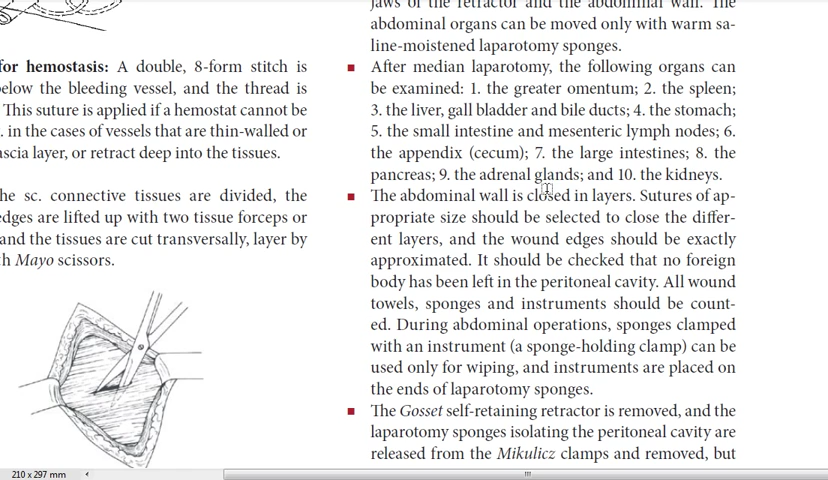 for hemostasis: A double, 8-form stitch is
below the bleeding vessel, and the thread is
This suture is applied if a hemostat cannot be
. in the cases of vessels that are thin-walled or
ascia layer, or retract deep into the tissues.
he sc. connective tissues are divided, the
edges are lifted up with two tissue forceps or
and the tissues are cut transversally, layer by
th Mayo scissors.
jaws of the retractor and the abdominal wall. The
abdominal organs can be moved only with warm sa-
line-moistened laparotomy sponges.
■ After median laparotomy, the following organs can
be examined: 1. the greater omentum; 2. the spleen;
3. the liver, gall bladder and bile ducts; 4. the stomach;
5. the small intestine and mesenteric lymph nodes; 6.
the appendix (cecum); 7. the large intestines; 8. the
pancreas; 9. the adrenal glands; and 10. the kidneys.
■ The abdominal wall is closed in layers. Sutures of ap-
propriate size should be selected to close the differ-
ent layers, and the wound edges should be exactly
approximated. It should be checked that no foreign
body has been left in the peritoneal cavity. All wound
towels, sponges and instruments should be count-
ed. During abdominal operations, sponges clamped
with an instrument (a sponge-holding clamp) can be
used only for wiping, and instruments are placed on
the ends of laparotomy sponges.
■ The Gosset self-retaining retractor is removed, and the
laparotomy sponges isolating the peritoneal cavity are
released from the Mikulicz clamps and removed, but
210 x 297 mm